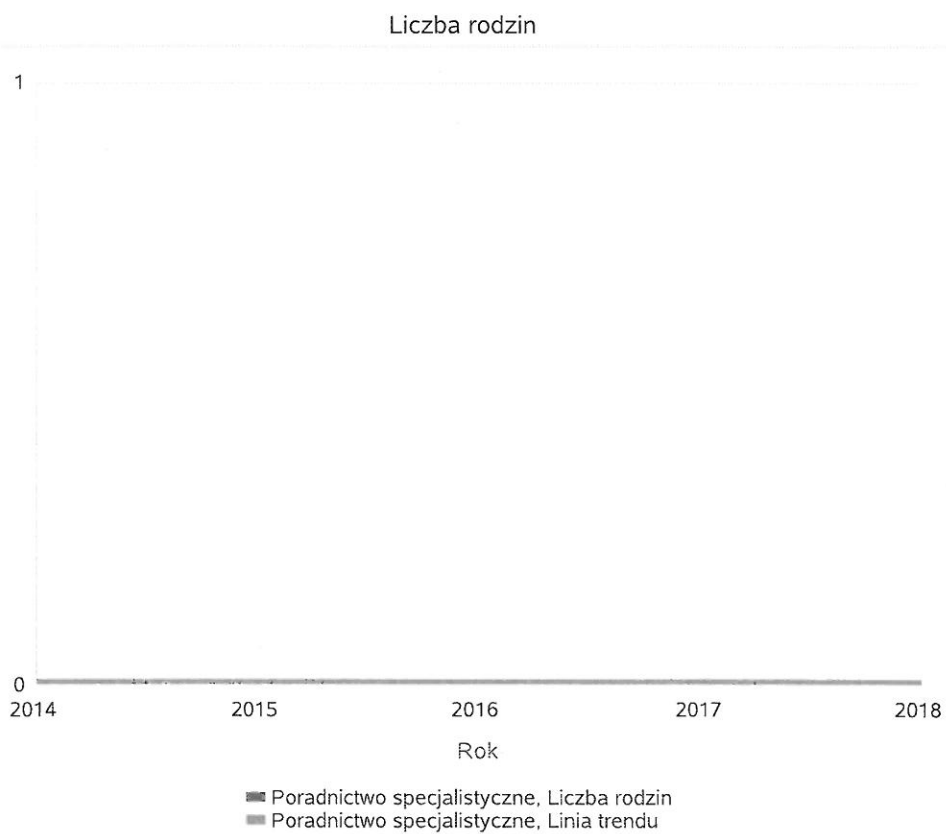 Liczba rodzin
1
0
2014 2015 2016 2017 2018
Rok
Poradnictwo specjalistyczne, Liczba rodzin
Poradnictwo specjalistyczne, Linia trendu